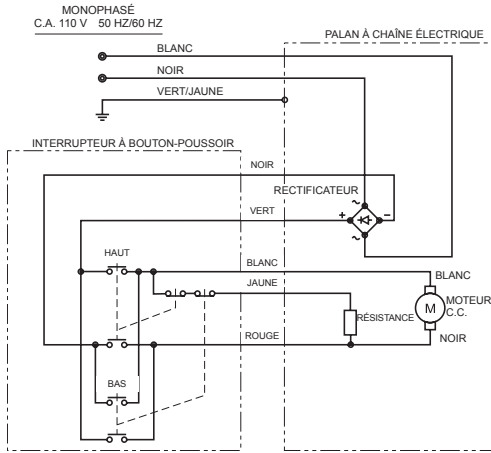 MONOPHASÉ
C.A. 110 V 50 HZ/60 HZ
PALAN À CHAÎNE ÉLECTRIQUE
BLANC
NOIR
VERT/JAUNE
INTERRUPTEUR À BOUTON-POUSSOIR
NOIR
RECTIFICATEUR
VERT
+
−
HAUT
BLANC
BLANC
JAUNE
M
MOTEUR
C.C.
RÉSISTANCE
ROUGE
NOIR
BAS